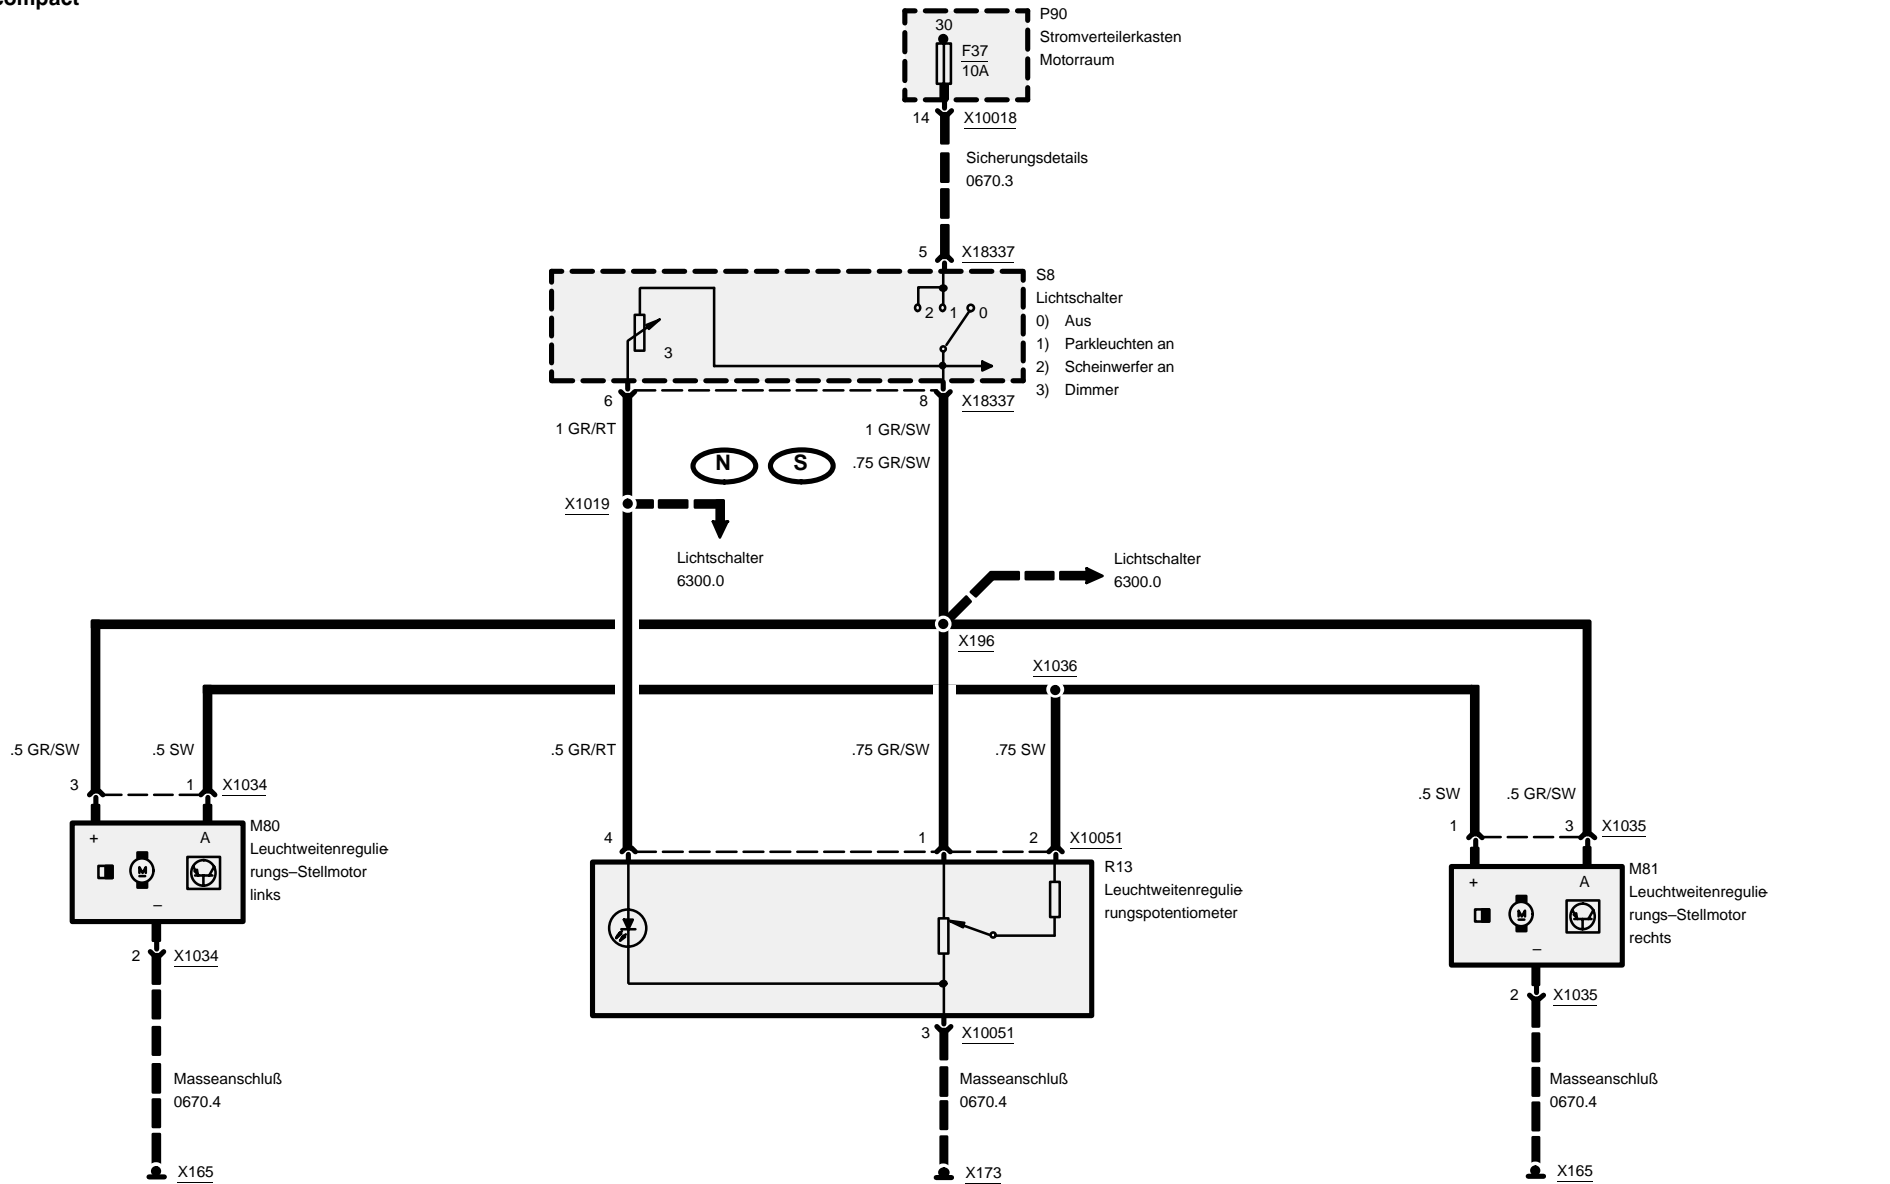 compact
P90
Stromverteilerkasten
Motorraum
30
F37
10A
14
X10018
Sicherungsdetails
0670.3
5
X18337
S8
Lichtschalter
0) Aus
1) Parkleuchten an
2) Scheinwerfer an
3) Dimmer
2
1
0
3
6
8
X18337
1 GR/RT
1 GR/SW
N
S
.75 GR/SW
X1019
Lichtschalter
6300.0
Lichtschalter
6300.0
X196
X1036
.5 GR/SW
.5 SW
.5 GR/RT
.75 GR/SW
.75 SW
3
1
X1034
.5 SW
.5 GR/SW
1
3
X1035
M80
Leuchtweitenregulie-
rungs–Stellmotor
links
+
A
M
–
4
1
2
X10051
R13
Leuchtweitenregulie-
rungspotentiometer
M81
Leuchtweitenregulie-
rungs–Stellmotor
rechts
+
A
M
–
2
X1034
2
X1035
3
X10051
Masseanschluß
0670.4
Masseanschluß
0670.4
Masseanschluß
0670.4
X165
X173
X165